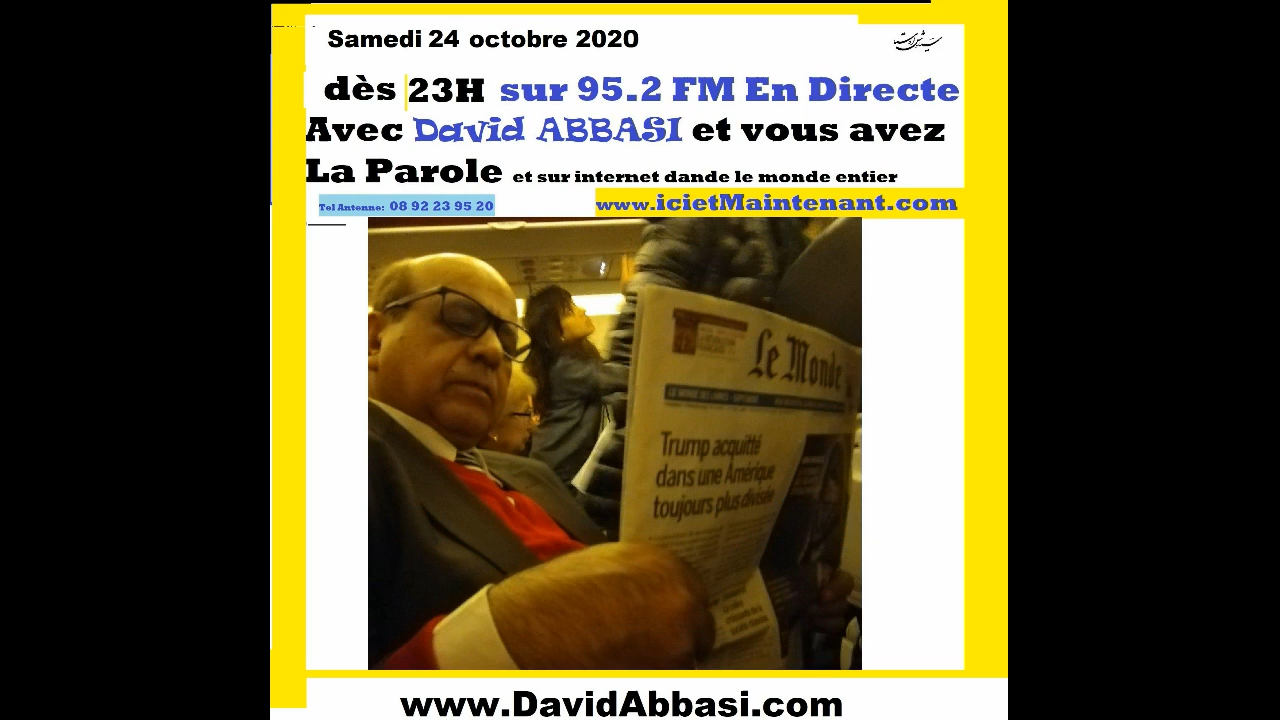 Samedi 24 octobre 2020
dès 23H sur 95.2 FM En Directe
Avec David ABBASI et vous avez
La Parole et sur internet dande le monde entier
Tel Antenne: 08 92 23 95 20
www.icietMaintenant.com
Le Monde
Trump acquitté
dans une Amérique
toujours plus divisée
www.DavidAbbasi.com